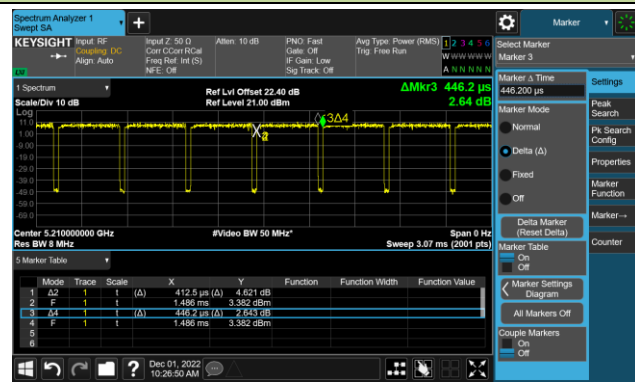 Spectrum Analyzer 1
Swept SA
Marker
KEYSIGHT
Input: RF
Coupling: DC
Align: Auto
Input Z: 50 Ω
Corr CCorr RCal
Freq Ref: Int (S)
NFE: Off
Atten: 10 dB
PNO: Fast
Gate: Off
IF Gain: Low
Sig Track: Off
Avg Type: Power (RMS)
Trig: Free Run
1 2 3 4 5 6
W W W W W W
A N N N N N
LV
Select Marker
Marker 3
Marker Δ Time
446.200 µs
Marker Mode
Normal
Delta (Δ)
Fixed
Off
Delta Marker
(Reset Delta)
Marker Table
On
Off
Marker Settings
Diagram
All Markers Off
Couple Markers
On
Off
Settings
Peak
Search
Pk Search
Config
Properties
Marker
Function
Marker→
Counter
1 Spectrum
Scale/Div 10 dB
Ref Lvl Offset 22.40 dB
Ref Level 21.00 dBm
ΔMkr3 446.2 µs
2.64 dB
Log
11.0
1.00
-9.00
-19.0
-29.0
-39.0
-49.0
-59.0
-69.0
3Δ4
Center 5.210000000 GHz
Res BW 8 MHz
#Video BW 50 MHz*
Span 0 Hz
Sweep 3.07 ms (2001 pts)
5 Marker Table
Mode Trace Scale X Y Function Function Width Function Value
1 Δ2 1 t (Δ) 412.5 µs (Δ) 4.621 dB
2 F 1 t 1.486 ms 3.382 dBm
3 Δ4 1 t (Δ) 446.2 µs (Δ) 2.643 dB
4 F 1 t 1.486 ms 3.382 dBm
5
6
Dec 01, 2022
10:26:50 AM